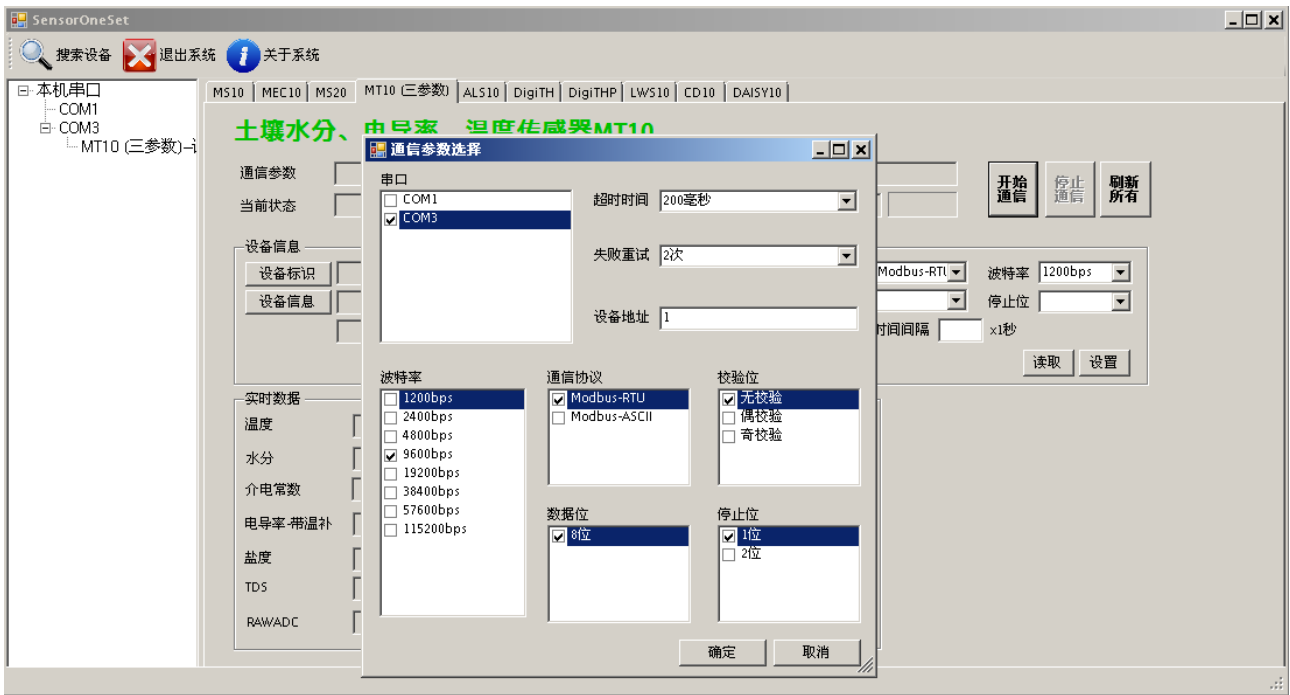 SensorOneSet
搜索设备 退出系统 关于系统
本机串口
COM1
COM3
MT10 (三参数)
MS10 MEC10 MS20 MT10 (三参数) ALS10 DigiTH DigiTHP LWS10 CD10 DAISY10
土壤水分、电导率、温度传感器MT10
通信参数
当前状态
开始通信 停止通信 刷新所有
设备信息
设备标识
设备信息
Modbus-RTU 波特率 1200bps
停止位
时间间隔 x1秒
读取 设置
实时数据
温度
水分
介电常数
电导率-带温补
盐度
TDS
RAWADC
通信参数选择
串口
COM1
COM3
超时时间 200毫秒
失败重试 2次
设备地址 1
波特率
1200bps
2400bps
4800bps
9600bps
19200bps
38400bps
57600bps
115200bps
通信协议
Modbus-RTU
Modbus-ASCII
校验位
无校验
偶校验
奇校验
数据位
8位
停止位
1位
2位
确定 取消